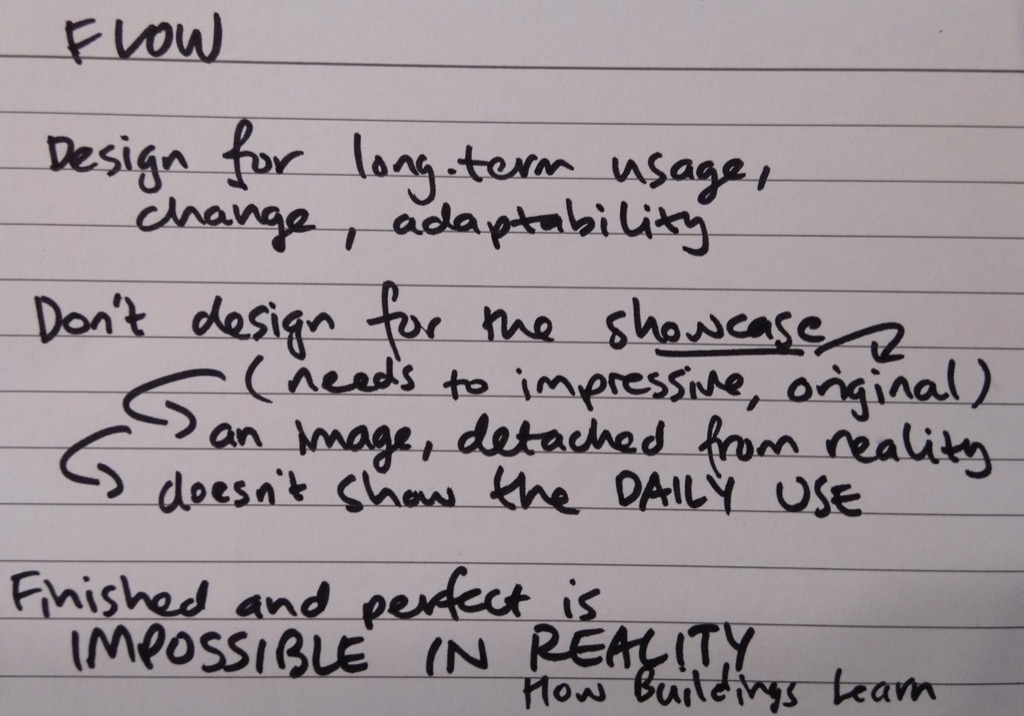 FLOW
Design for long-term usage,
change, adaptability
Don't design for the showcase
(needs to impressive, original)
an image, detached from reality
doesn't show the DAILY USE
Finished and perfect is
IMPOSSIBLE IN REALITY
How Buildings Learn